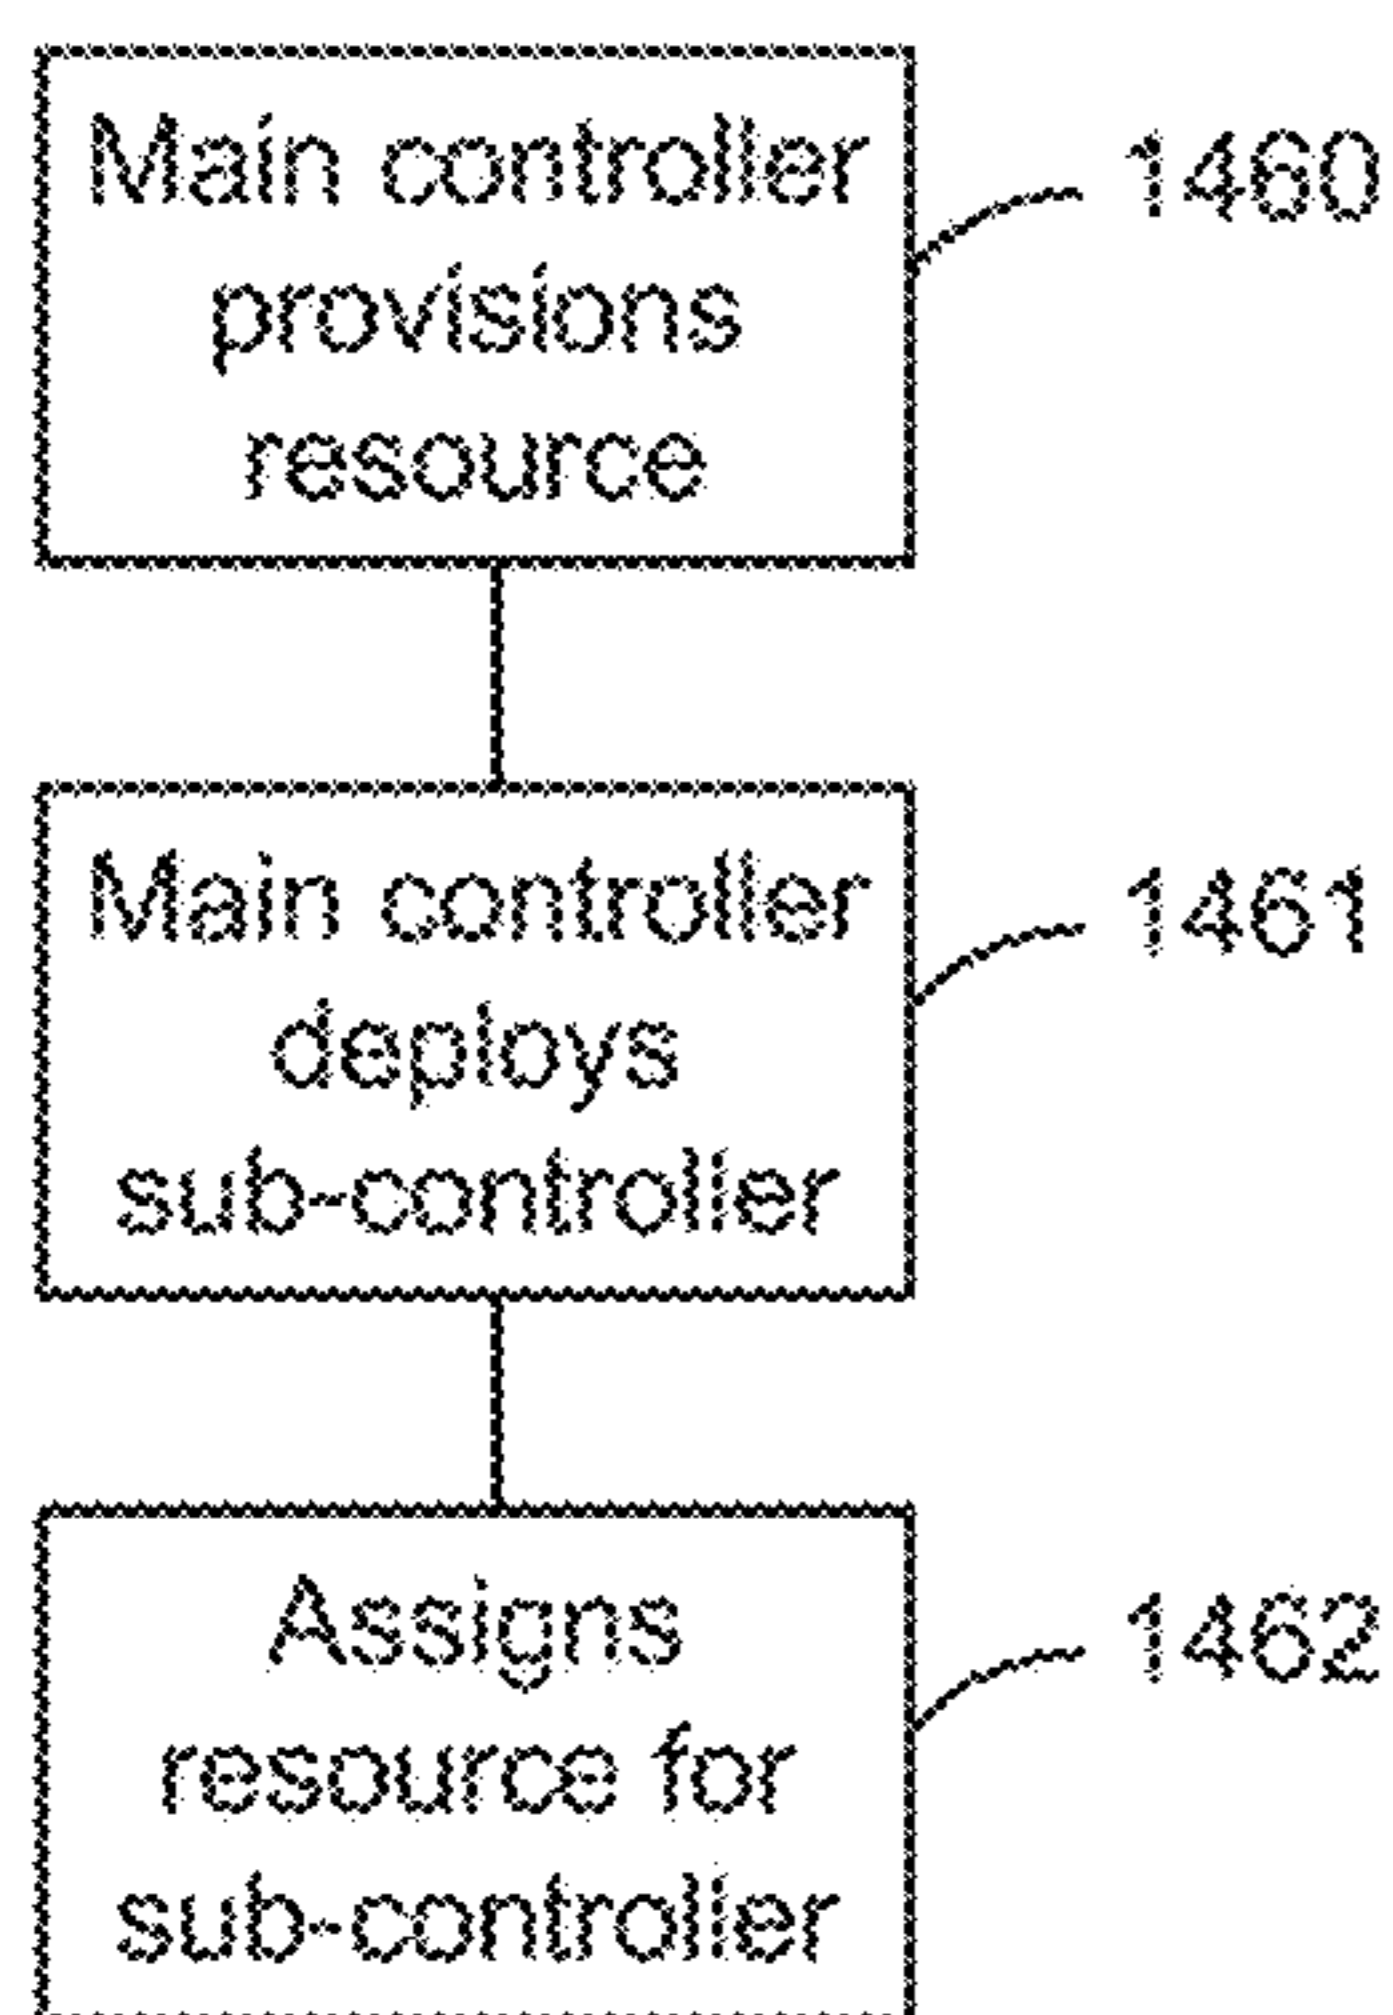 Main controller
provisions
resource
1460
Main controller
deploys
sub-controller
1461
Assigns
resource for
sub-controller
1462